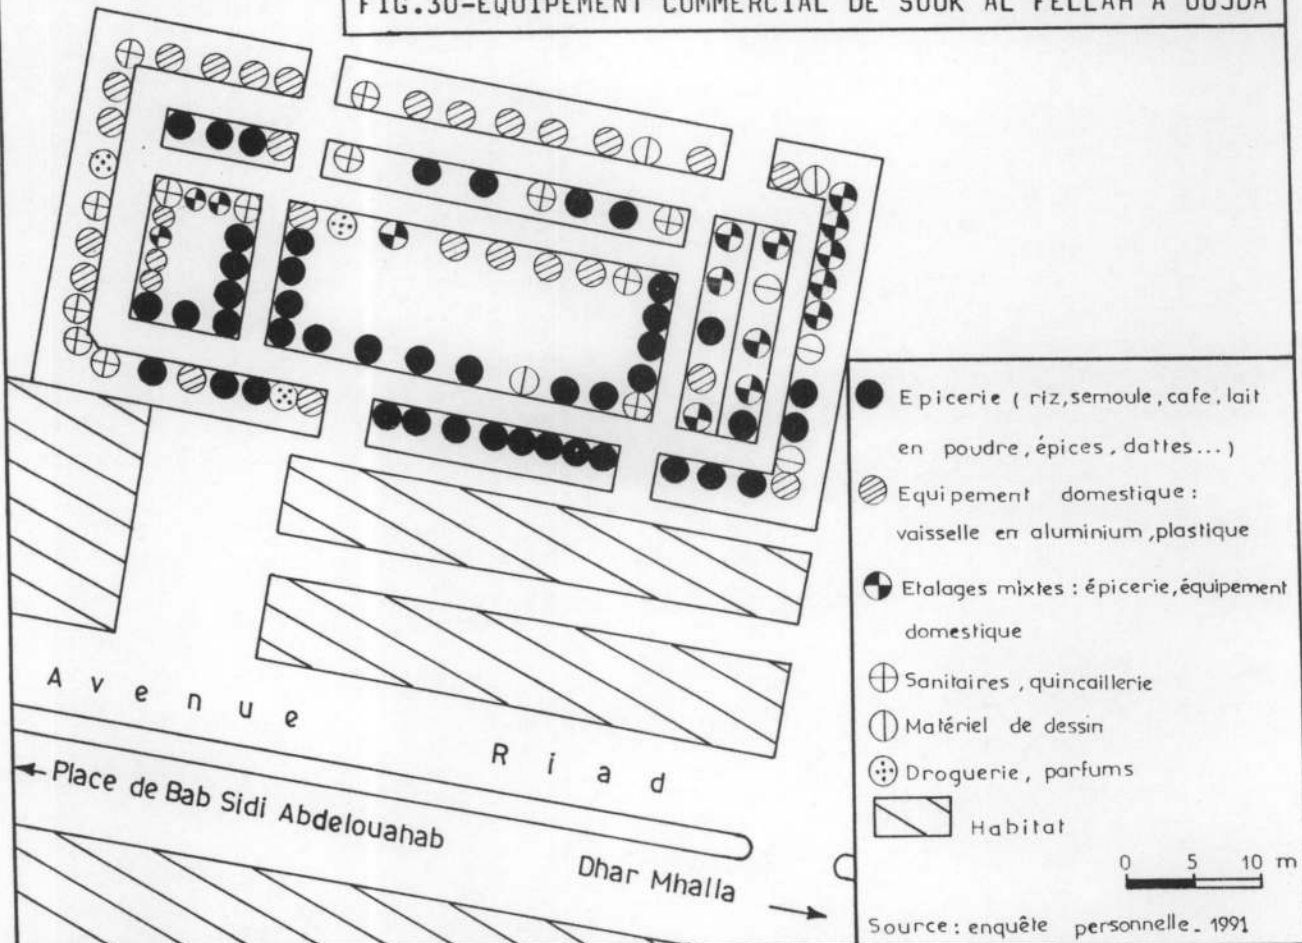 FIG.30-EQUIPEMENT COMMERCIAL DE SOUK AL FELLAH A OUJDA
Epicerie ( riz,semoule, cafe, lait
en poudre, épices, dattes...)
Equipement domestique :
vaisselle en aluminium, plastique
Etalages mixtes : épicerie, équipement
domestique
Sanitaires, quincaillerie
Matériel de dessin
Droguerie, parfums
Habitat
0 5 10 m
Source : enquête personnelle. 1991
Avenue Riad
Place de Bab Sidi Abdelouahab
Dhar Mhalla